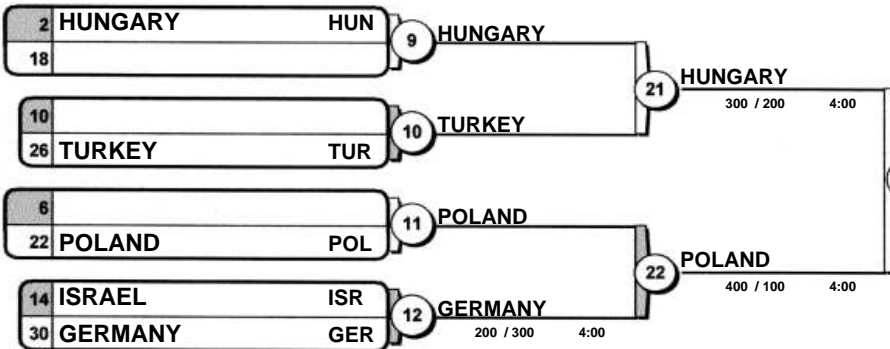 2 HUNGARY HUN
18
9 HUNGARY
10
26 TURKEY TUR
10 TURKEY
21 HUNGARY
300 / 200 4:00
6
22 POLAND POL
11 POLAND
14 ISRAEL ISR
30 GERMANY GER
12 GERMANY
200 / 300 4:00
22 POLAND
400 / 100 4:00